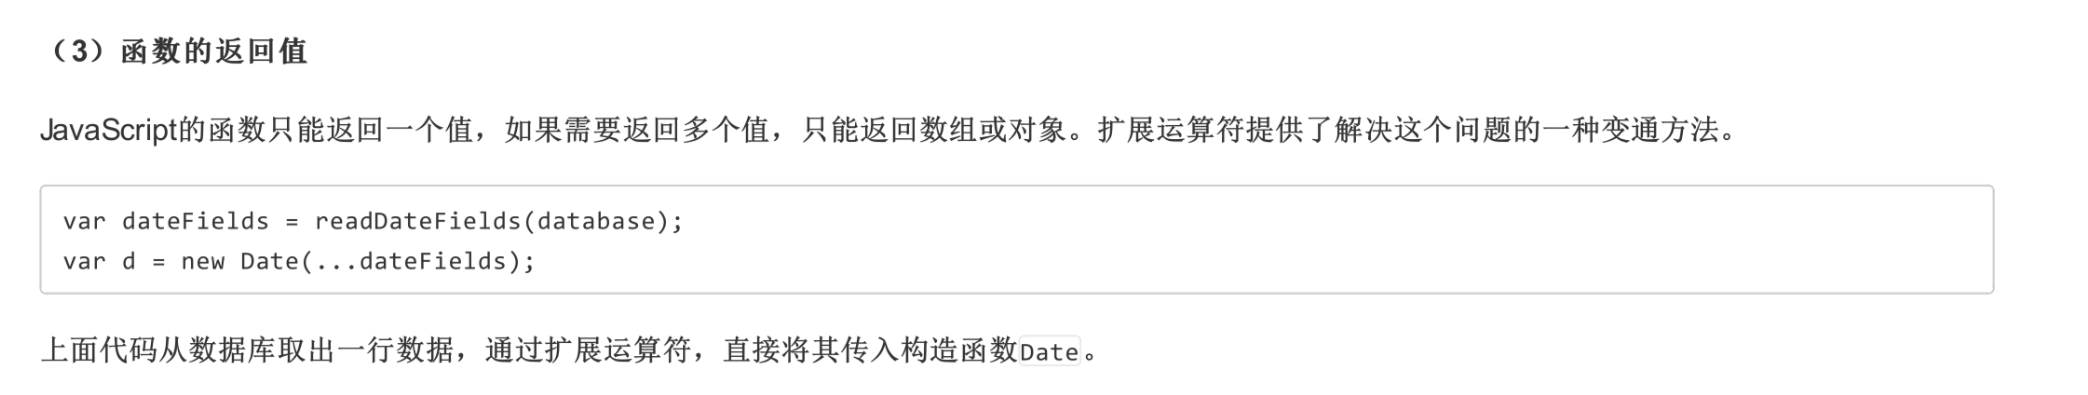 （3）函数的返回值
JavaScript的函数只能返回一个值，如果需要返回多个值，只能返回数组或对象。扩展运算符提供了解决这个问题的一种变通方法。
var dateFields = readDateFields(database);
var d = new Date(...dateFields);
上面代码从数据库取出一行数据，通过扩展运算符，直接将其传入构造函数Date。